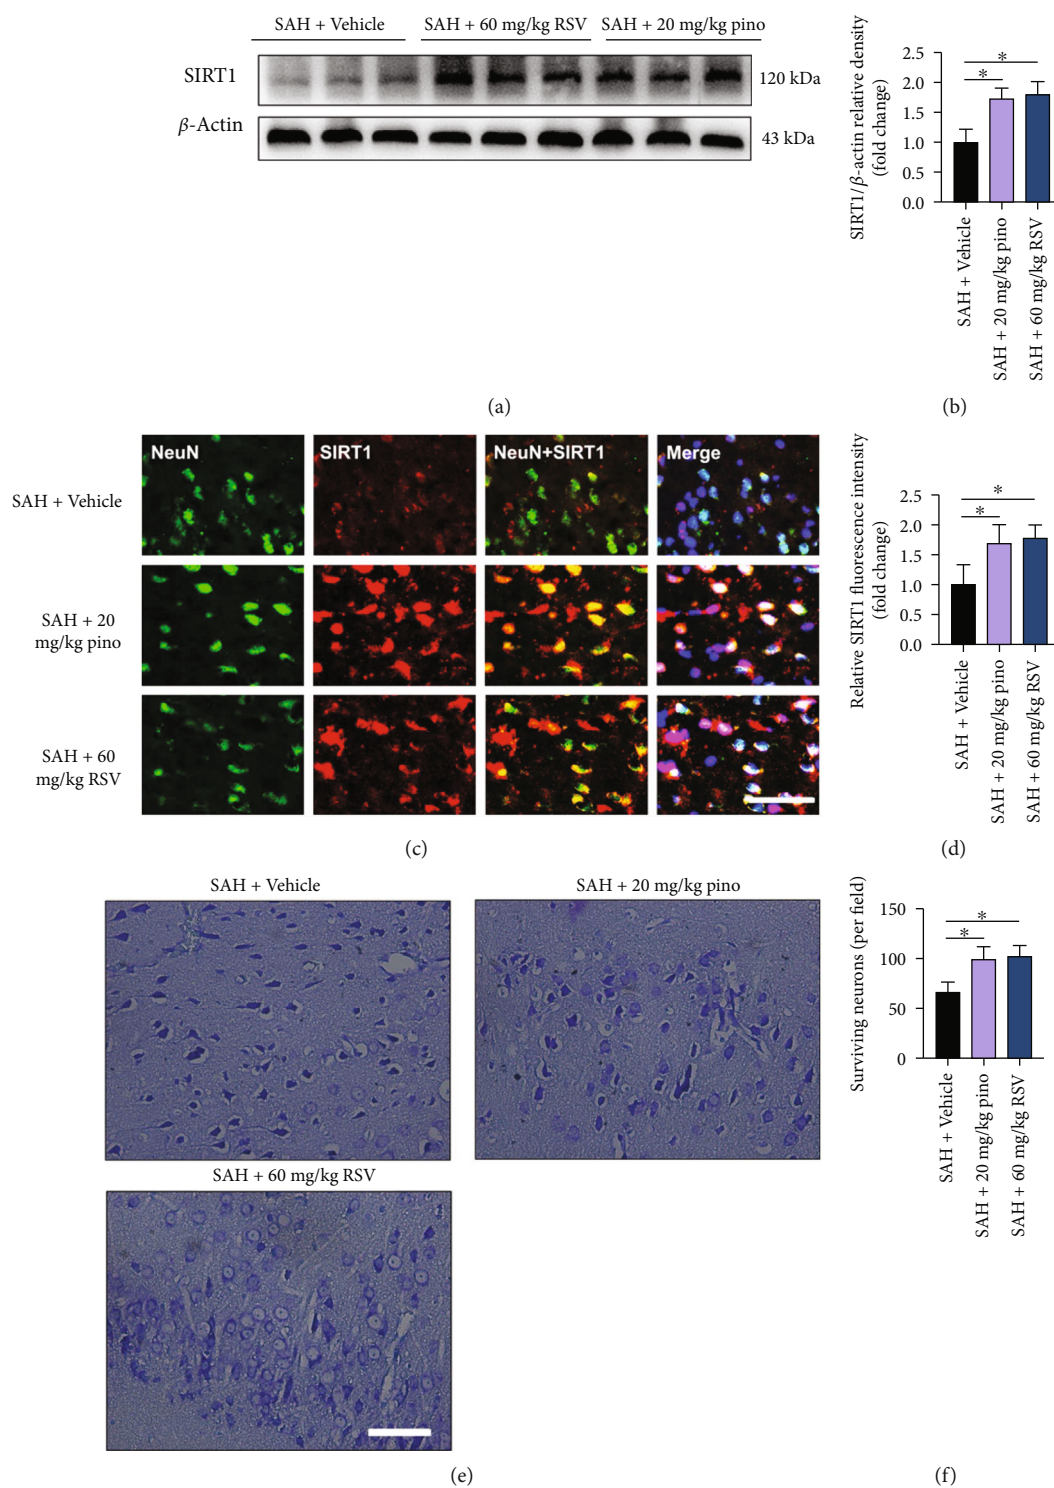 SAH + Vehicle
SAH + 60 mg/kg RSV
SAH + 20 mg/kg pino
SIRT1
120 kDa
β-Actin
43 kDa
(a)
SIRT1/β-actin relative density
(fold change)
2.5
2.0
1.5
1.0
0.5
0.0
*
*
SAH + Vehicle
SAH + 20 mg/kg pino
SAH + 60 mg/kg RSV
(b)
NeuN
SIRT1
NeuN+SIRT1
Merge
SAH + Vehicle
SAH + 20
mg/kg pino
SAH + 60
mg/kg RSV
(c)
Relative SIRT1 fluorescence intensity
(fold change)
2.5
2.0
1.5
1.0
0.5
0.0
*
*
SAH + Vehicle
SAH + 20 mg/kg pino
SAH + 60 mg/kg RSV
(d)
SAH + Vehicle
SAH + 20 mg/kg pino
SAH + 60 mg/kg RSV
(e)
Surviving neurons (per field)
150
100
50
0
*
*
SAH + Vehicle
SAH + 20 mg/kg pino
SAH + 60 mg/kg RSV
(f)